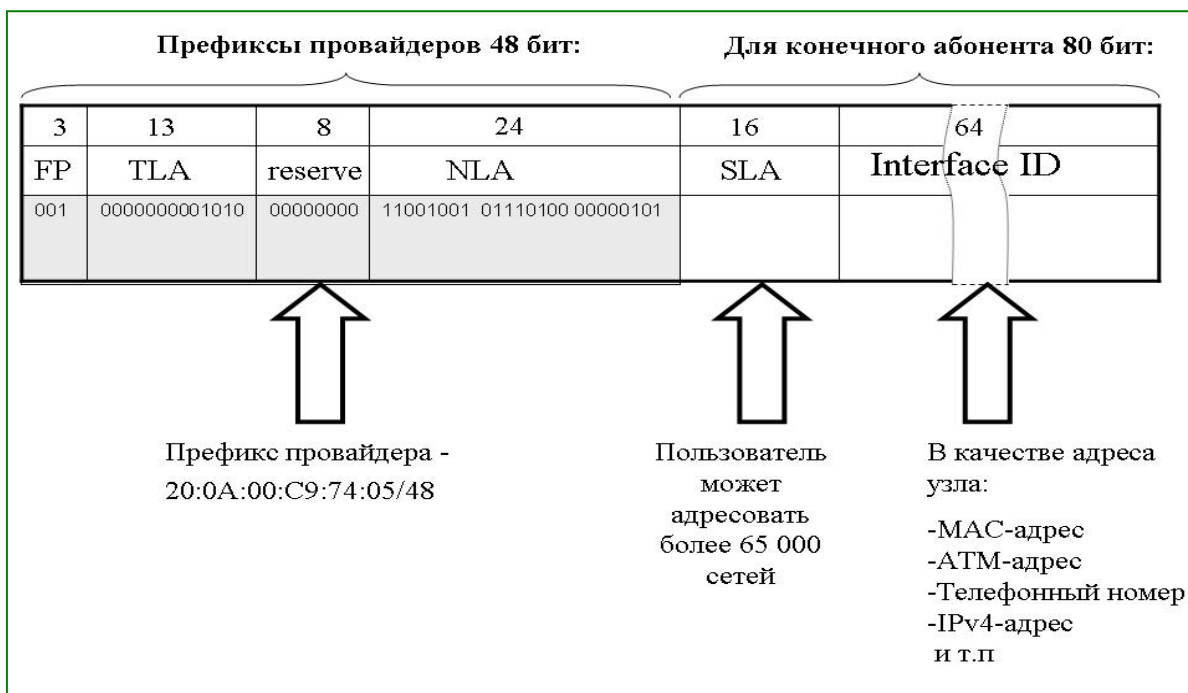 Префиксы провайдеров 48 бит:
Для конечного абонента 80 бит:
3 13 8 24 16 64
FP TLA reserve NLA SLA Interface ID
001 0000000001010 00000000 11001001 01110100 00000101
Префикс провайдера -
20:0A:00:C9:74:05/48
Пользователь
может
адресовать
более 65 000
сетей
В качестве адреса
узла:
-MAC-адрес
-ATM-адрес
-Телефонный номер
-IPv4-адрес
и т.п